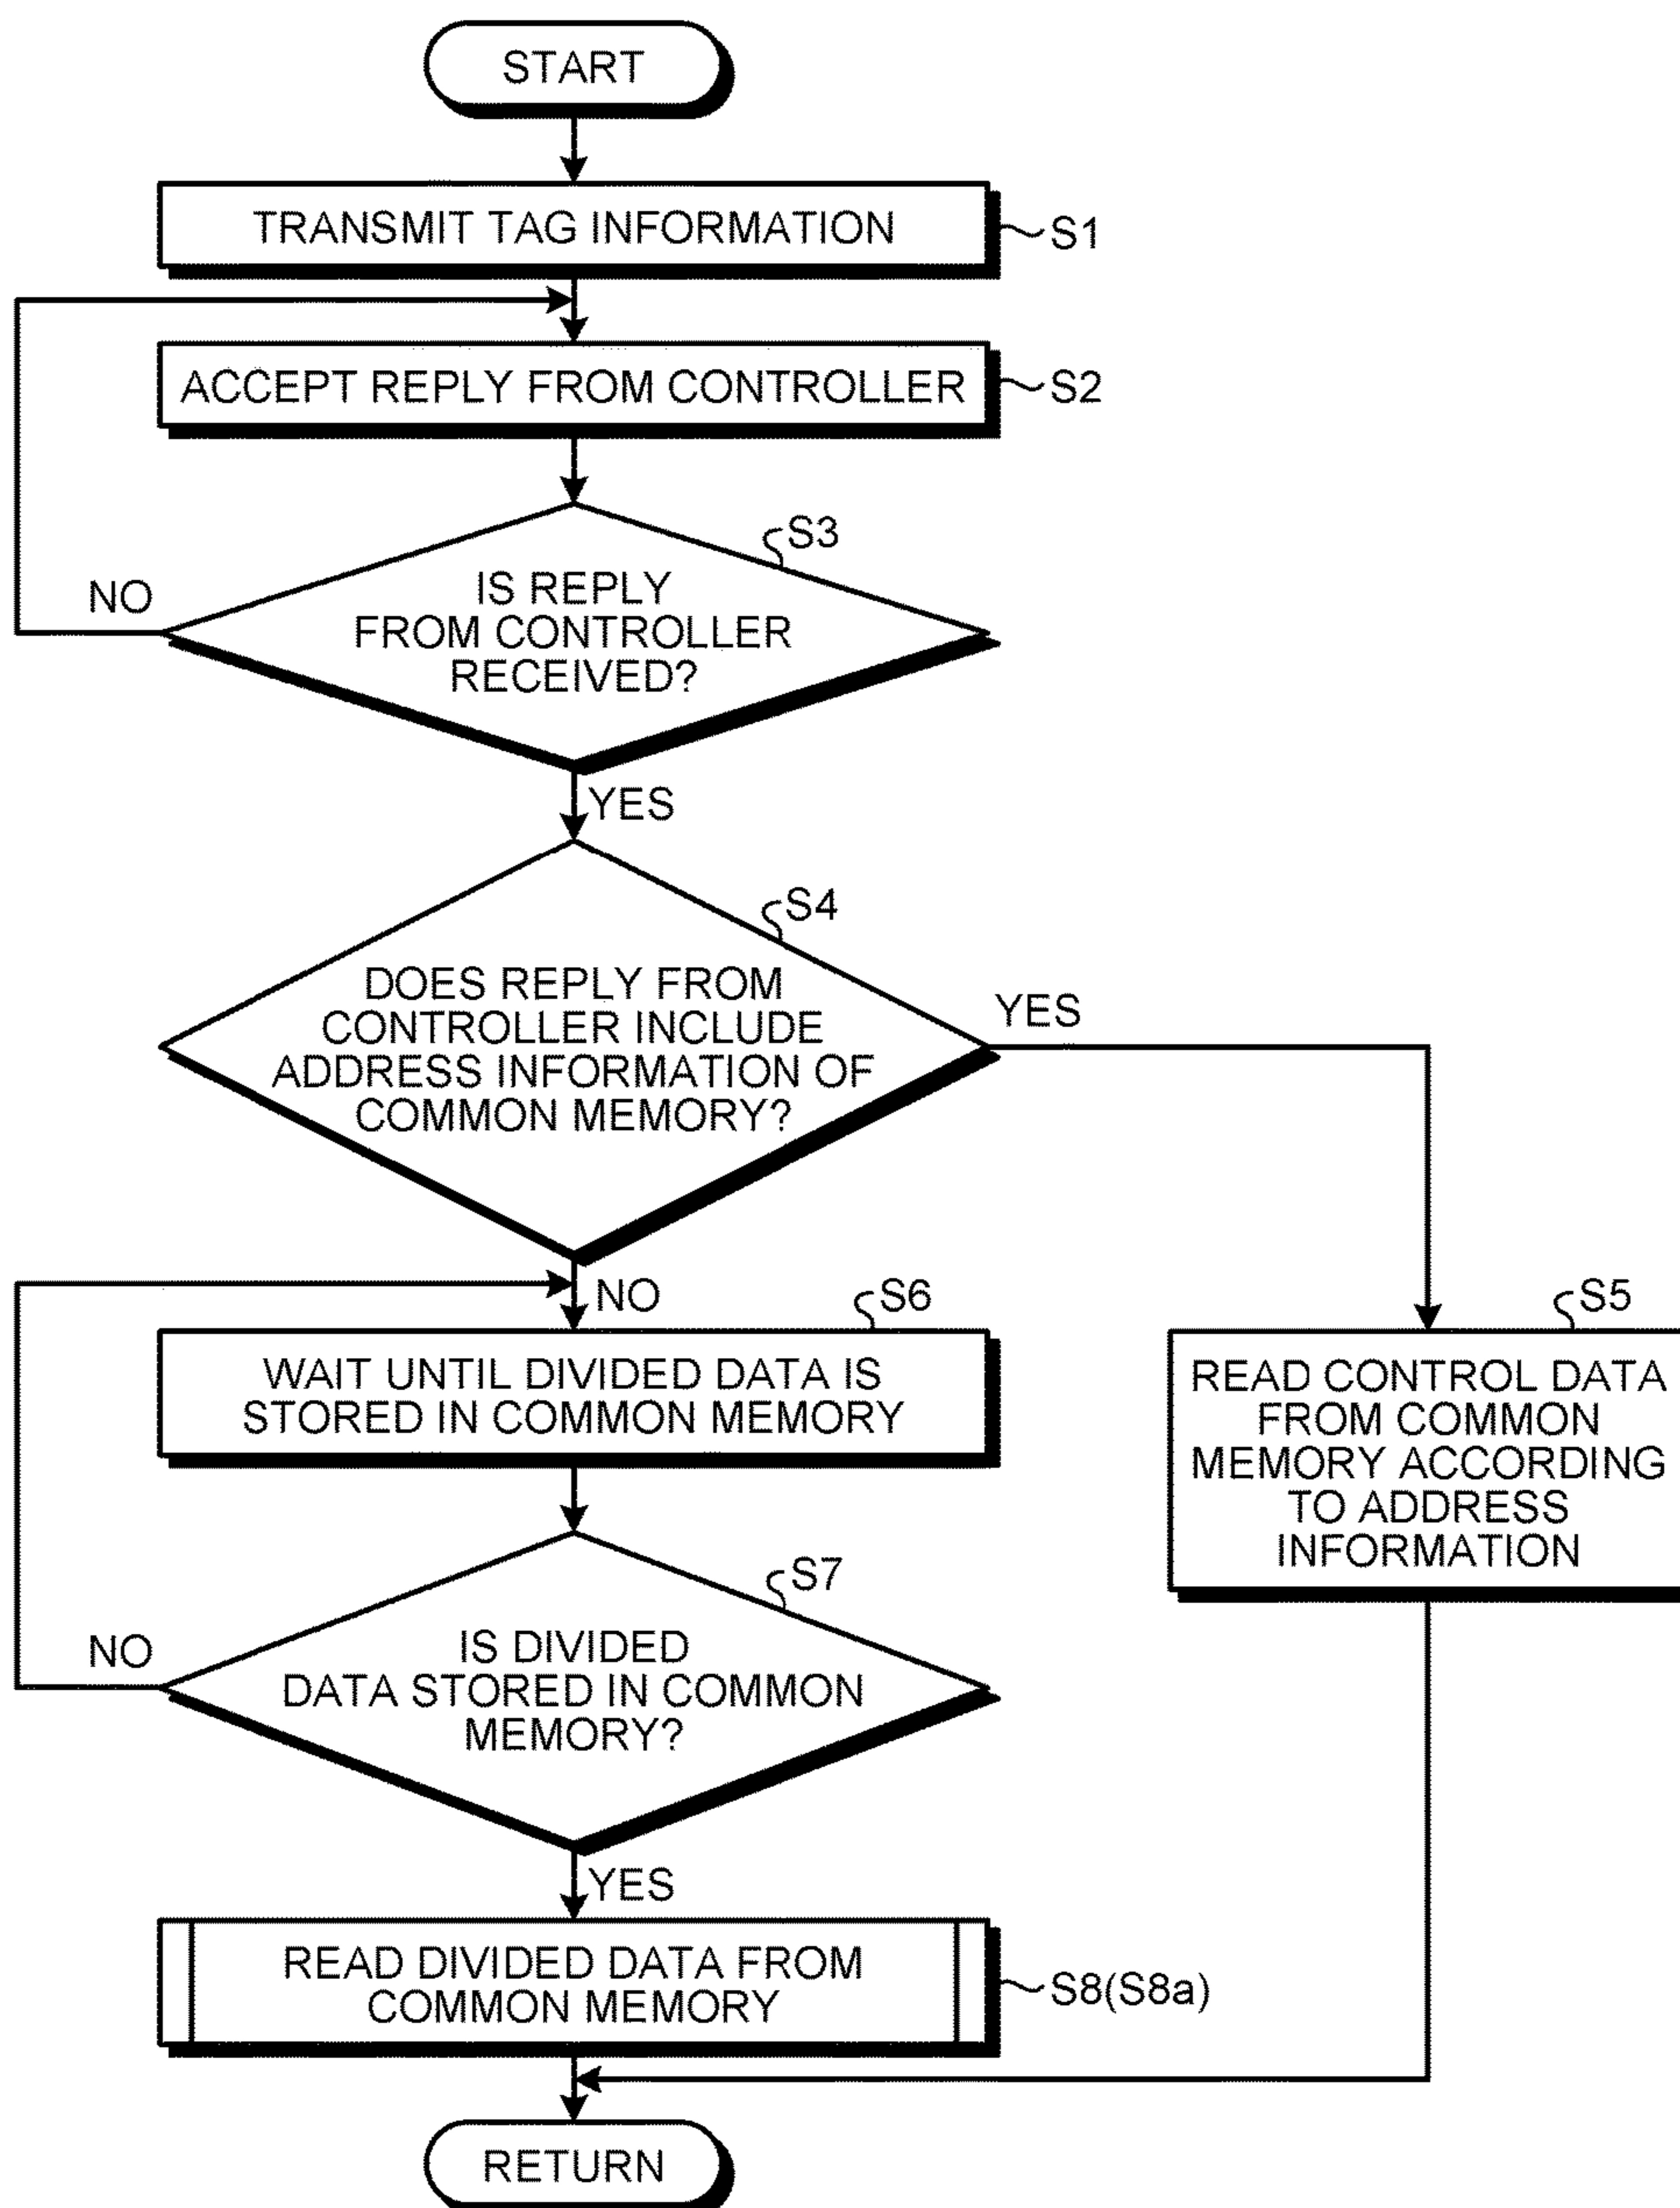 START
TRANSMIT TAG INFORMATION
S1
ACCEPT REPLY FROM CONTROLLER
S2
S3
IS REPLY
FROM CONTROLLER
RECEIVED?
NO
YES
S4
DOES REPLY FROM
CONTROLLER INCLUDE
ADDRESS INFORMATION OF
COMMON MEMORY?
YES
NO
S6
WAIT UNTIL DIVIDED DATA IS
STORED IN COMMON MEMORY
S5
READ CONTROL DATA
FROM COMMON
MEMORY ACCORDING
TO ADDRESS
INFORMATION
S7
IS DIVIDED
DATA STORED IN COMMON
MEMORY?
NO
YES
READ DIVIDED DATA FROM
COMMON MEMORY
S8(S8a)
RETURN